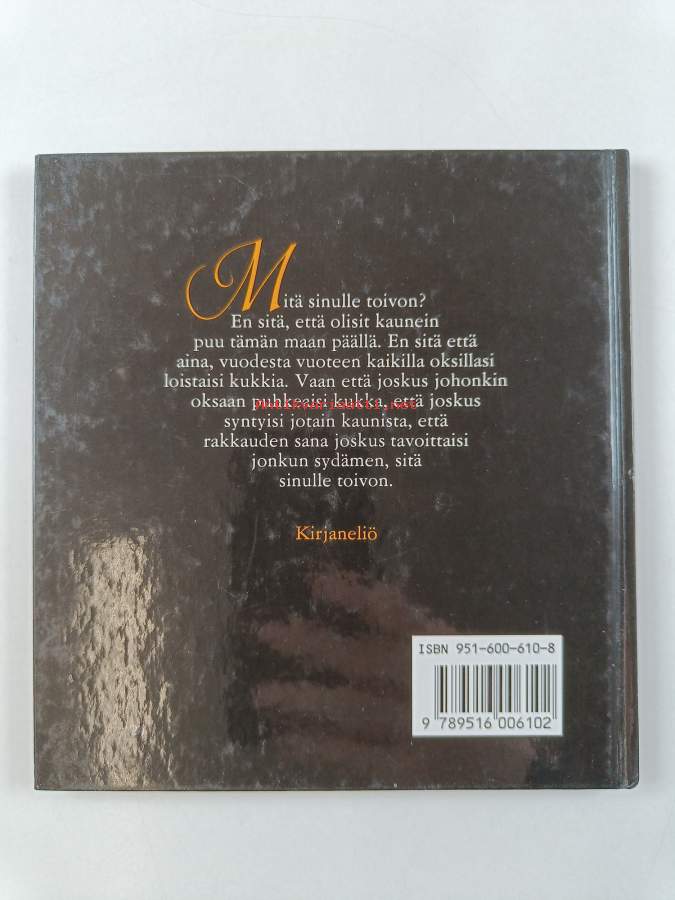 Mitä sinulle toivon?
En sitä, että olisit kaunein
puu tämän maan päällä. En sitä että
aina, vuodesta vuoteen kaikilla oksillasi
loistaisi kukkia. Vaan että joskus johonkin
oksaan puhkeaisi kukka, että joskus
Antikvariaatti.net
syntyisi jotain kaunista, että
rakkauden sana joskus tavoittaisi
jonkun sydämen, sitä
sinulle toivon.
Kirjaneliö
ISBN 951-600-610-8
9 789516 006102